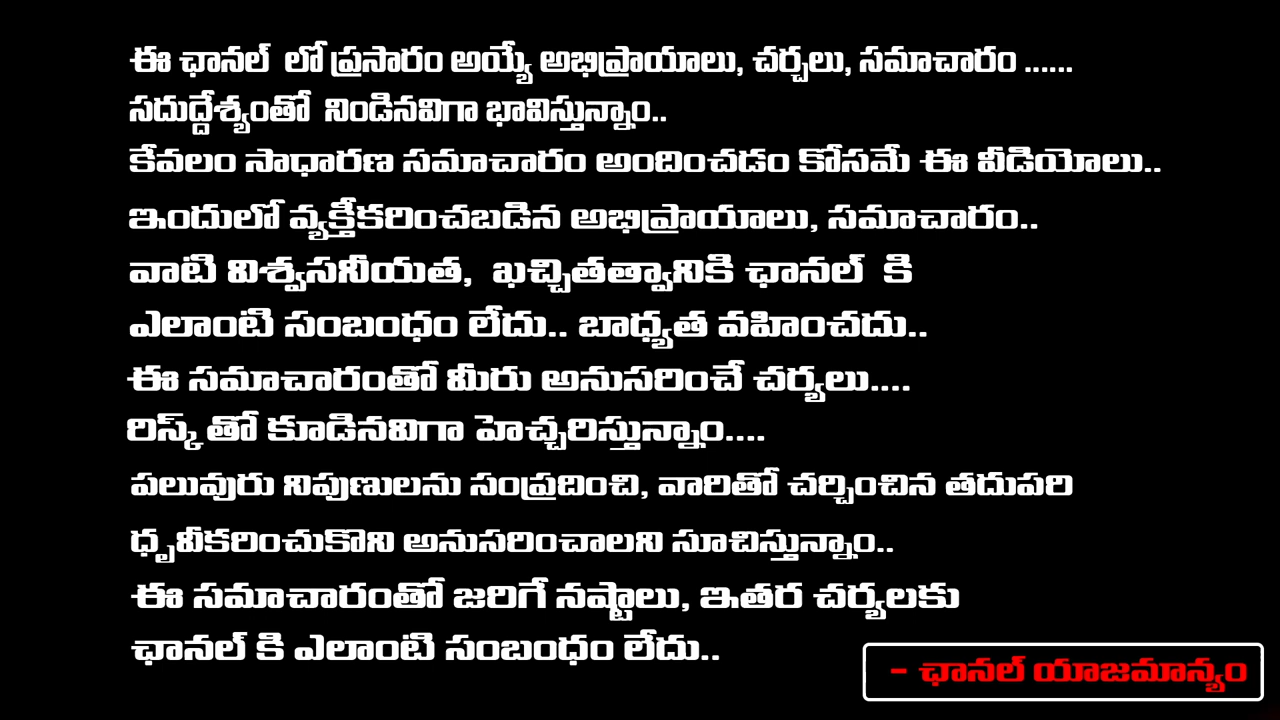 ఈ ఛానల్ లో ప్రసారం అయ్యే అభిప్రాయాలు, చర్చలు, సమాచారం ......
సదుద్దేశ్యంతో నిండినవిగా భావిస్తున్నాం..
కేవలం సాధారణ సమాచారం అందించడం కోసమే ఈ వీడియోలు..
ఇందులో వ్యక్తీకరించబడిన అభిప్రాయాలు, సమాచారం..
వాటి విశ్వసనీయత, ఖచ్చితత్వానికి ఛానల్ కి
ఎలాంటి సంబంధం లేదు.. బాధ్యత వహించదు..
ఈ సమాచారంతో మీరు అనుసరించే చర్యలు....
రిస్క్ తో కూడినవిగా హెచ్చరిస్తున్నాం....
పలువురు నిపుణులను సంప్రదించి, వారితో చర్చించిన తదుపరి
ధృవీకరించుకొని అనుసరించాలని సూచిస్తున్నాం..
ఈ సమాచారంతో జరిగే నష్టాలు, ఇతర చర్యలకు
ఛానల్ కి ఎలాంటి సంబంధం లేదు..
- ఛానల్ యాజమాన్యం